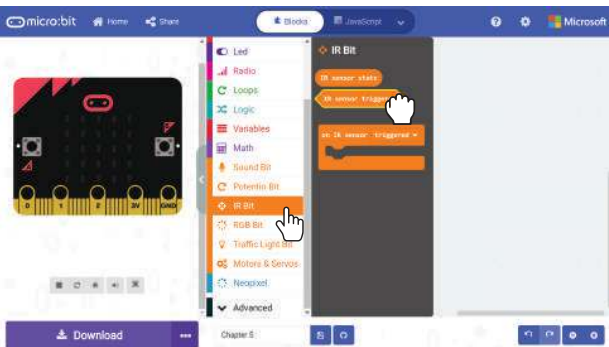 micro:bit Home Share Blocks JavaScript Microsoft
Led
Radio
Loops
Logic
Variables
Math
Sound Bit
Potentio Bit
IR Bit
RGB Bit
Traffic Light Bit
Motors & Servos
Neopixel
Advanced
IR Bit
IR sensor state
IR sensor trigger
on IR sensor triggered
0 1 2 3V GND
Download
Chapter 5